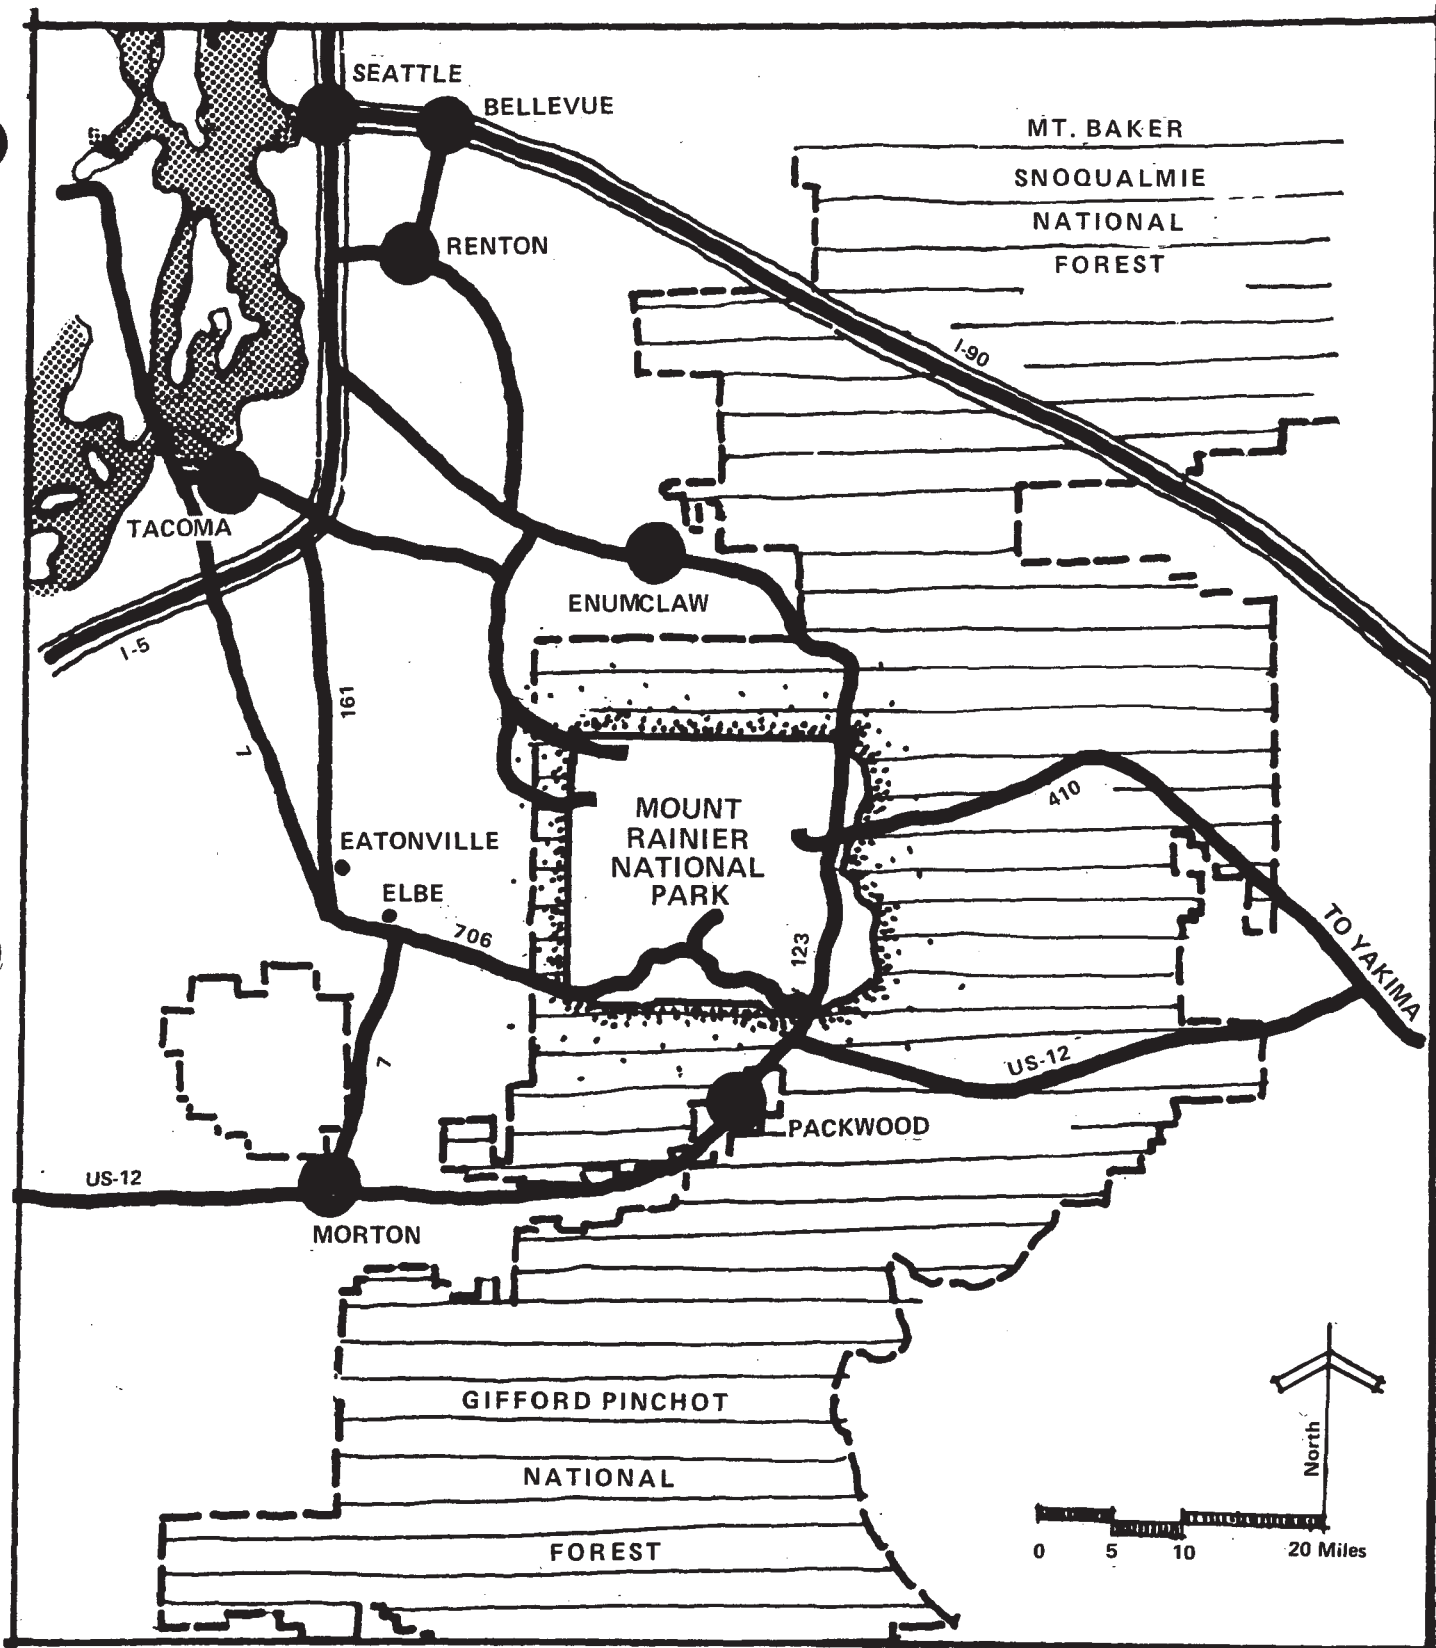 SEATTLE
BELLEVUE
MT. BAKER
SNOQUALMIE
NATIONAL
FOREST
RENTON
I-90
TACOMA
ENUMCLAW
I-5
161
7
410
MOUNT
RAINIER
NATIONAL
PARK
EATONVILLE
ELBE
706
123
TO YAKIMA
7
US-12
PACKWOOD
US-12
MORTON
GIFFORD PINCHOT
NATIONAL
FOREST
North
0 5 10 20 Miles